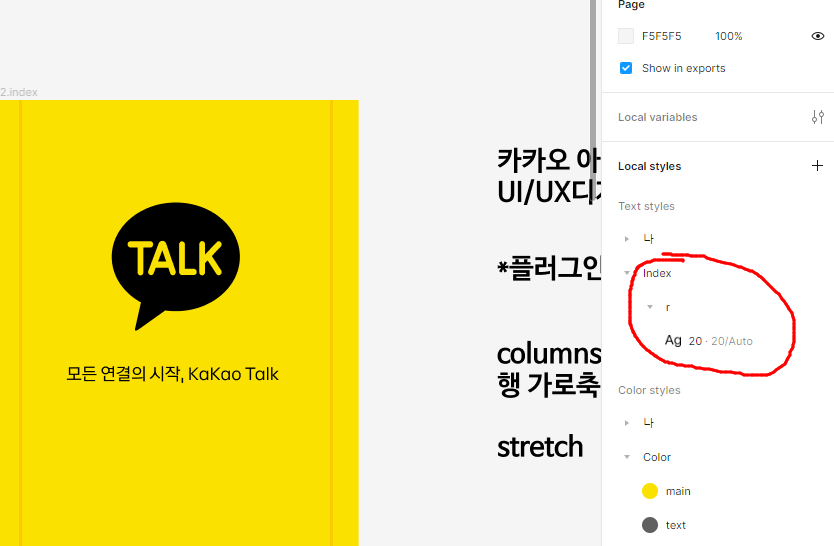 2.index
TALK
모든 연결의 시작, KaKao Talk
카카오 아
UI/UX디
*플러그인
columns
행 가로축
stretch
Page
F5F5F5 100%
Show in exports
Local variables
Local styles
Text styles
나
Index
r
Ag 20 · 20/Auto
Color styles
나
Color
main
text